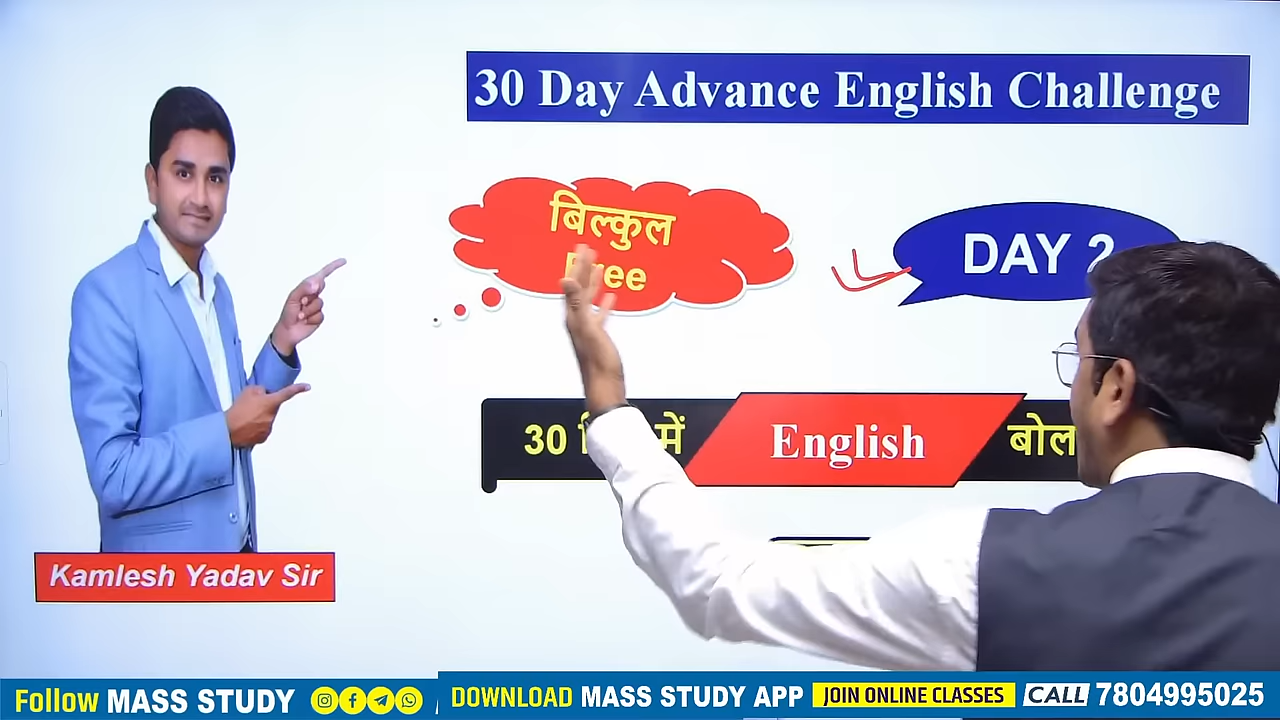 30 Day Advance English Challenge
बिल्कुल
Free
DAY 2
30 में English बोल
Kamlesh Yadav Sir
Follow MASS STUDY
DOWNLOAD MASS STUDY APP JOIN ONLINE CLASSES CALL 7804995025